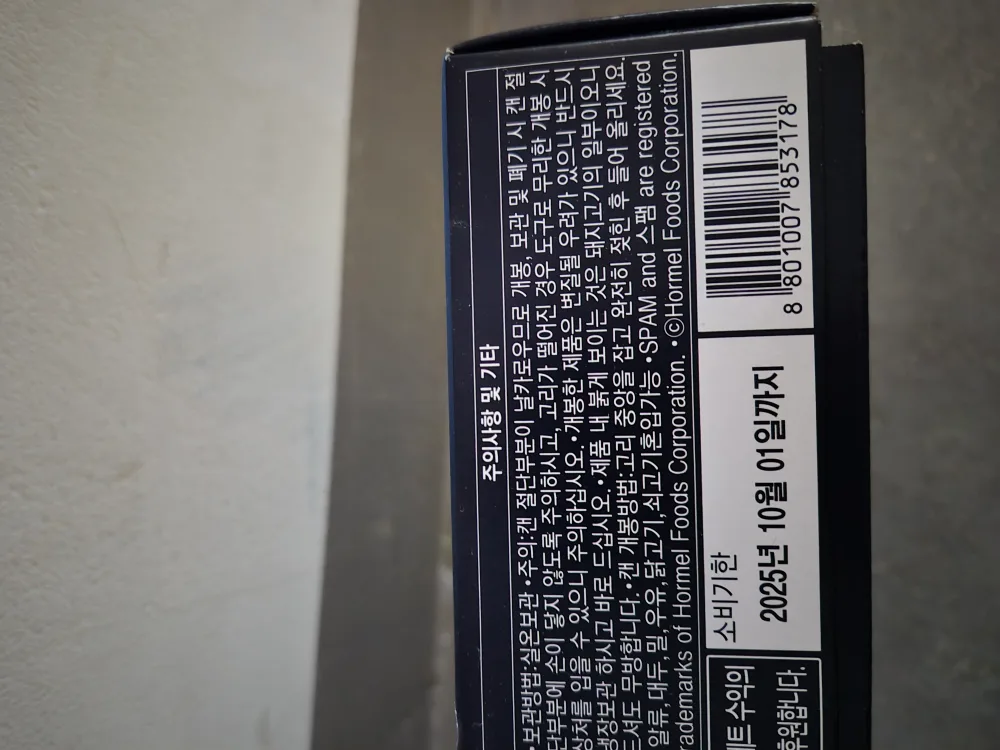 주의사항 및 기타
•보관방법:실온보관 •주의:캔 절단부분이 날카로우므로 개봉, 보관 및 폐기 시 캔 절
단부분에 손이 닿지 않도록 주의하시고, 고리가 떨어진 경우 도구로 무리한 개봉 시
상처를 입을 수 있으니 주의하십시오. •개봉한 제품은 변질될 우려가 있으니 반드시
냉장보관 하시고 바로 드십시오. •제품 내 붉게 보이는 것은 돼지고기의 일부이오니
드셔도 무방합니다. •캔 개봉방법:고리 중앙을 잡고 완전히 젖힌 후 들어 올리세요.
알류,대두,밀,우유,닭고기,쇠고기혼입가능 •SPAM and 스팸 are registered
trademarks of Hormel Foods Corporation. •©Hormel Foods Corporation.
소비기한
2025년 10월 01일까지
8 801007 853178
트 수익의
후원합니다.